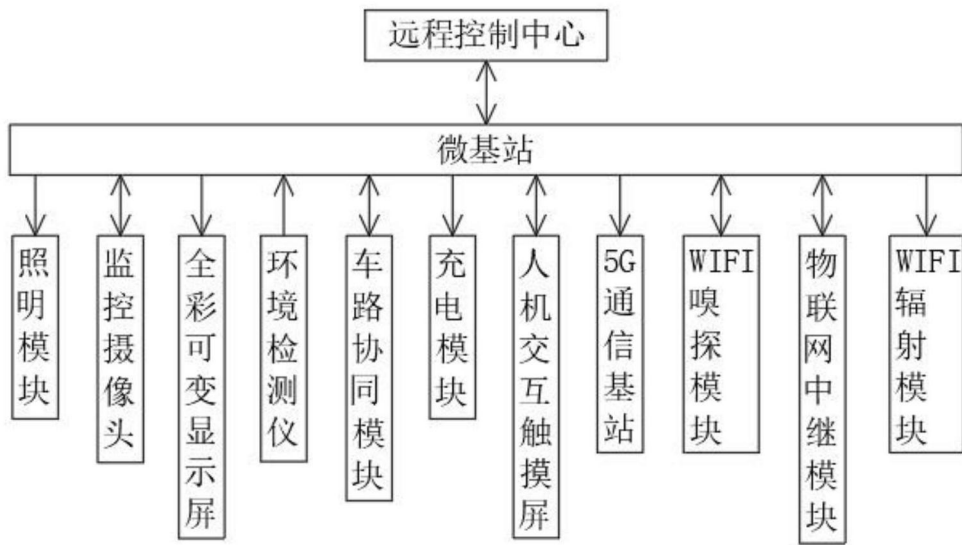 远程控制中心
微基站
照明模块
监控摄像头
全彩可变显示屏
环境检测仪
车路协同模块
充电模块
人机交互触摸屏
5G通信基站
WIFI嗅探模块
物联网中继模块
WIFI辐射模块